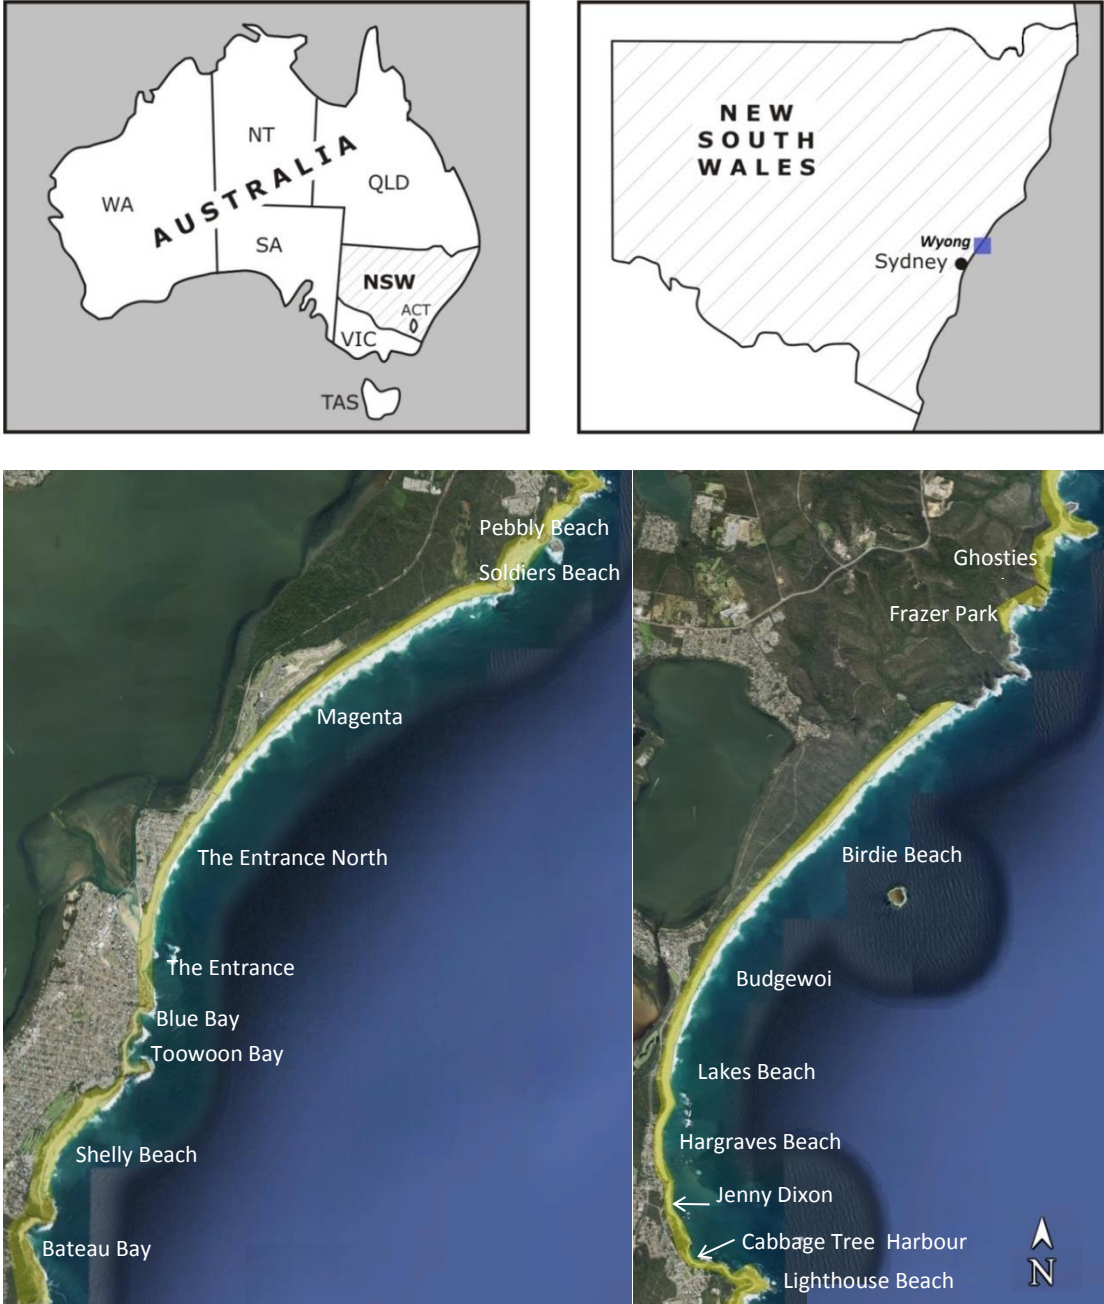 NT
AUSTRALIA
QLD
WA
SA
NSW
ACT
VIC
TAS
NEW
SOUTH
WALES
Wyong
Sydney
Pebbly Beach
Soldiers Beach
Magenta
The Entrance North
The Entrance
Blue Bay
Toowoon Bay
Shelly Beach
Bateau Bay
Ghosties
Frazer Park
Birdie Beach
Budgewoi
Lakes Beach
Hargraves Beach
Jenny Dixon
Cabbage Tree Harbour
Lighthouse Beach
N